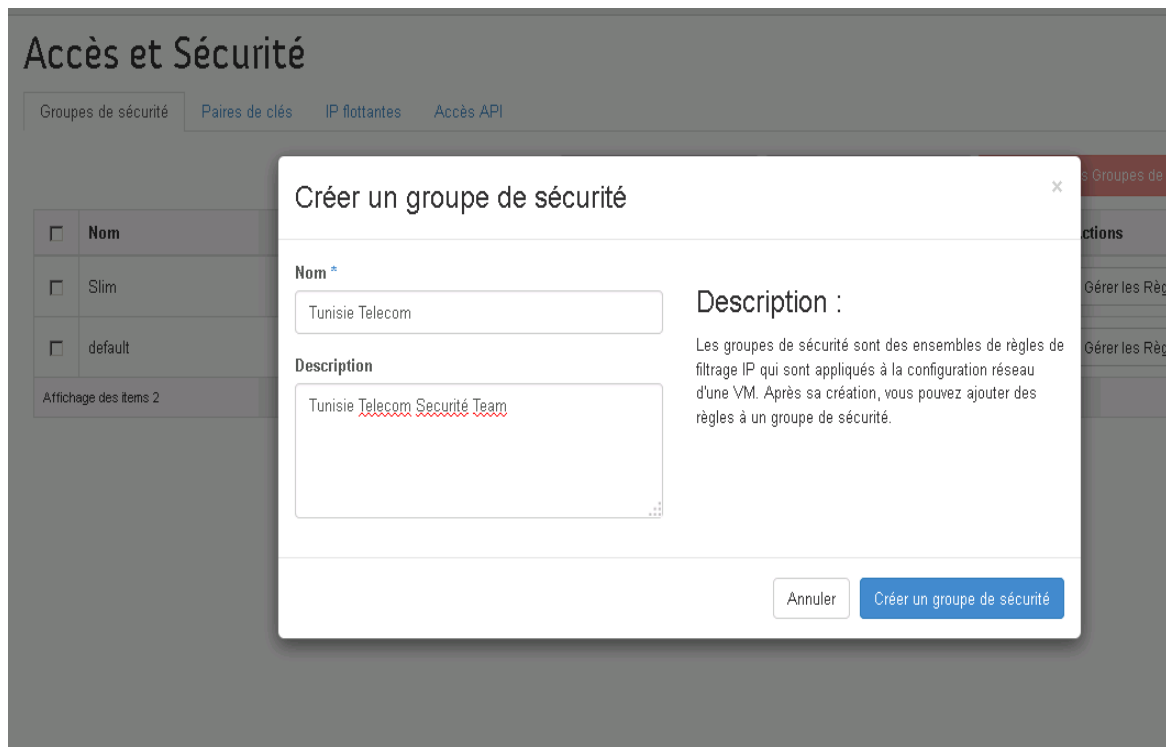 Accès et Sécurité
Groupes de sécurité Paires de clés IP flottantes Accès API
s Groupes de
Créer un groupe de sécurité ×
Nom ctions
Slim Gérer les Règ
default Gérer les Règ
Affichage des items 2
Nom *
Tunisie Telecom
Description
Tunisie Telecom Securité Team
Description :
Les groupes de sécurité sont des ensembles de règles de
filtrage IP qui sont appliqués à la configuration réseau
d'une VM. Après sa création, vous pouvez ajouter des
règles à un groupe de sécurité.
Annuler Créer un groupe de sécurité